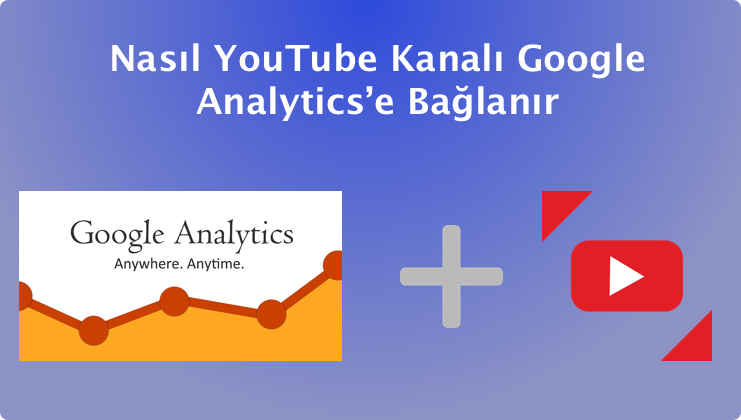 Nasıl YouTube Kanalı Google
Analytics’e Bağlanır
Google Analytics
Anywhere. Anytime.